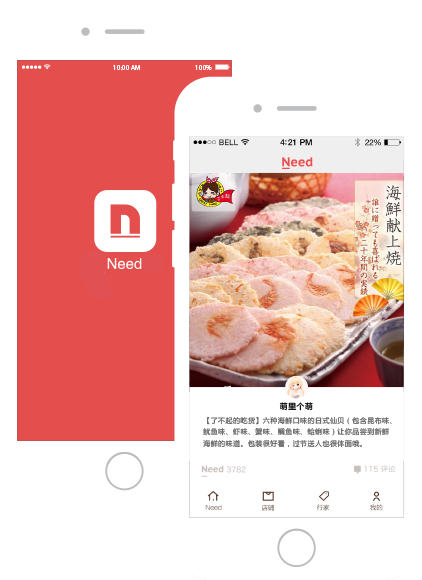 10:00 AM
100%
Need
BELL
4:21 PM
22%
Need
海鮮献上焼
誰に贈っても喜ばれる
二十年間の実績
萌里个萌
【了不起的吃货】六种海鲜口味的日式仙贝（包含昆布味、
鱿鱼味、虾味、蟹味、鲷鱼味、蛤蜊味）让你品尝到新鲜
海鲜的味道。包装很好看，过节送人也很体面哦。
Need 3782
115 评论
Need
店铺
行家
我的